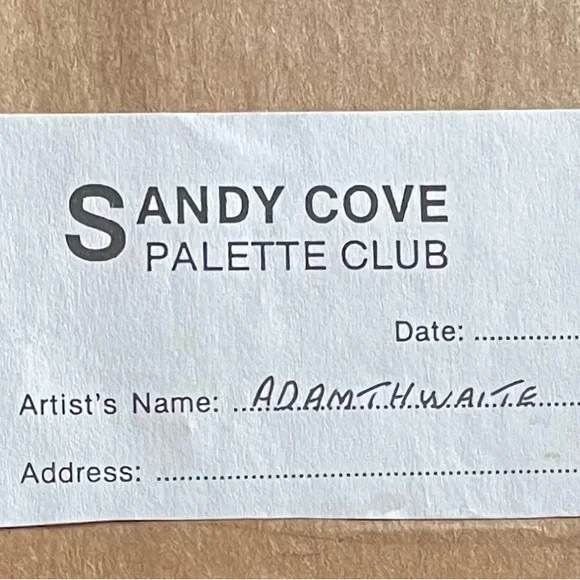 SANDY COVE
PALETTE CLUB
Date: ...............
Artist's Name: ...ADAMTHWAITE......
Address: ......................................................